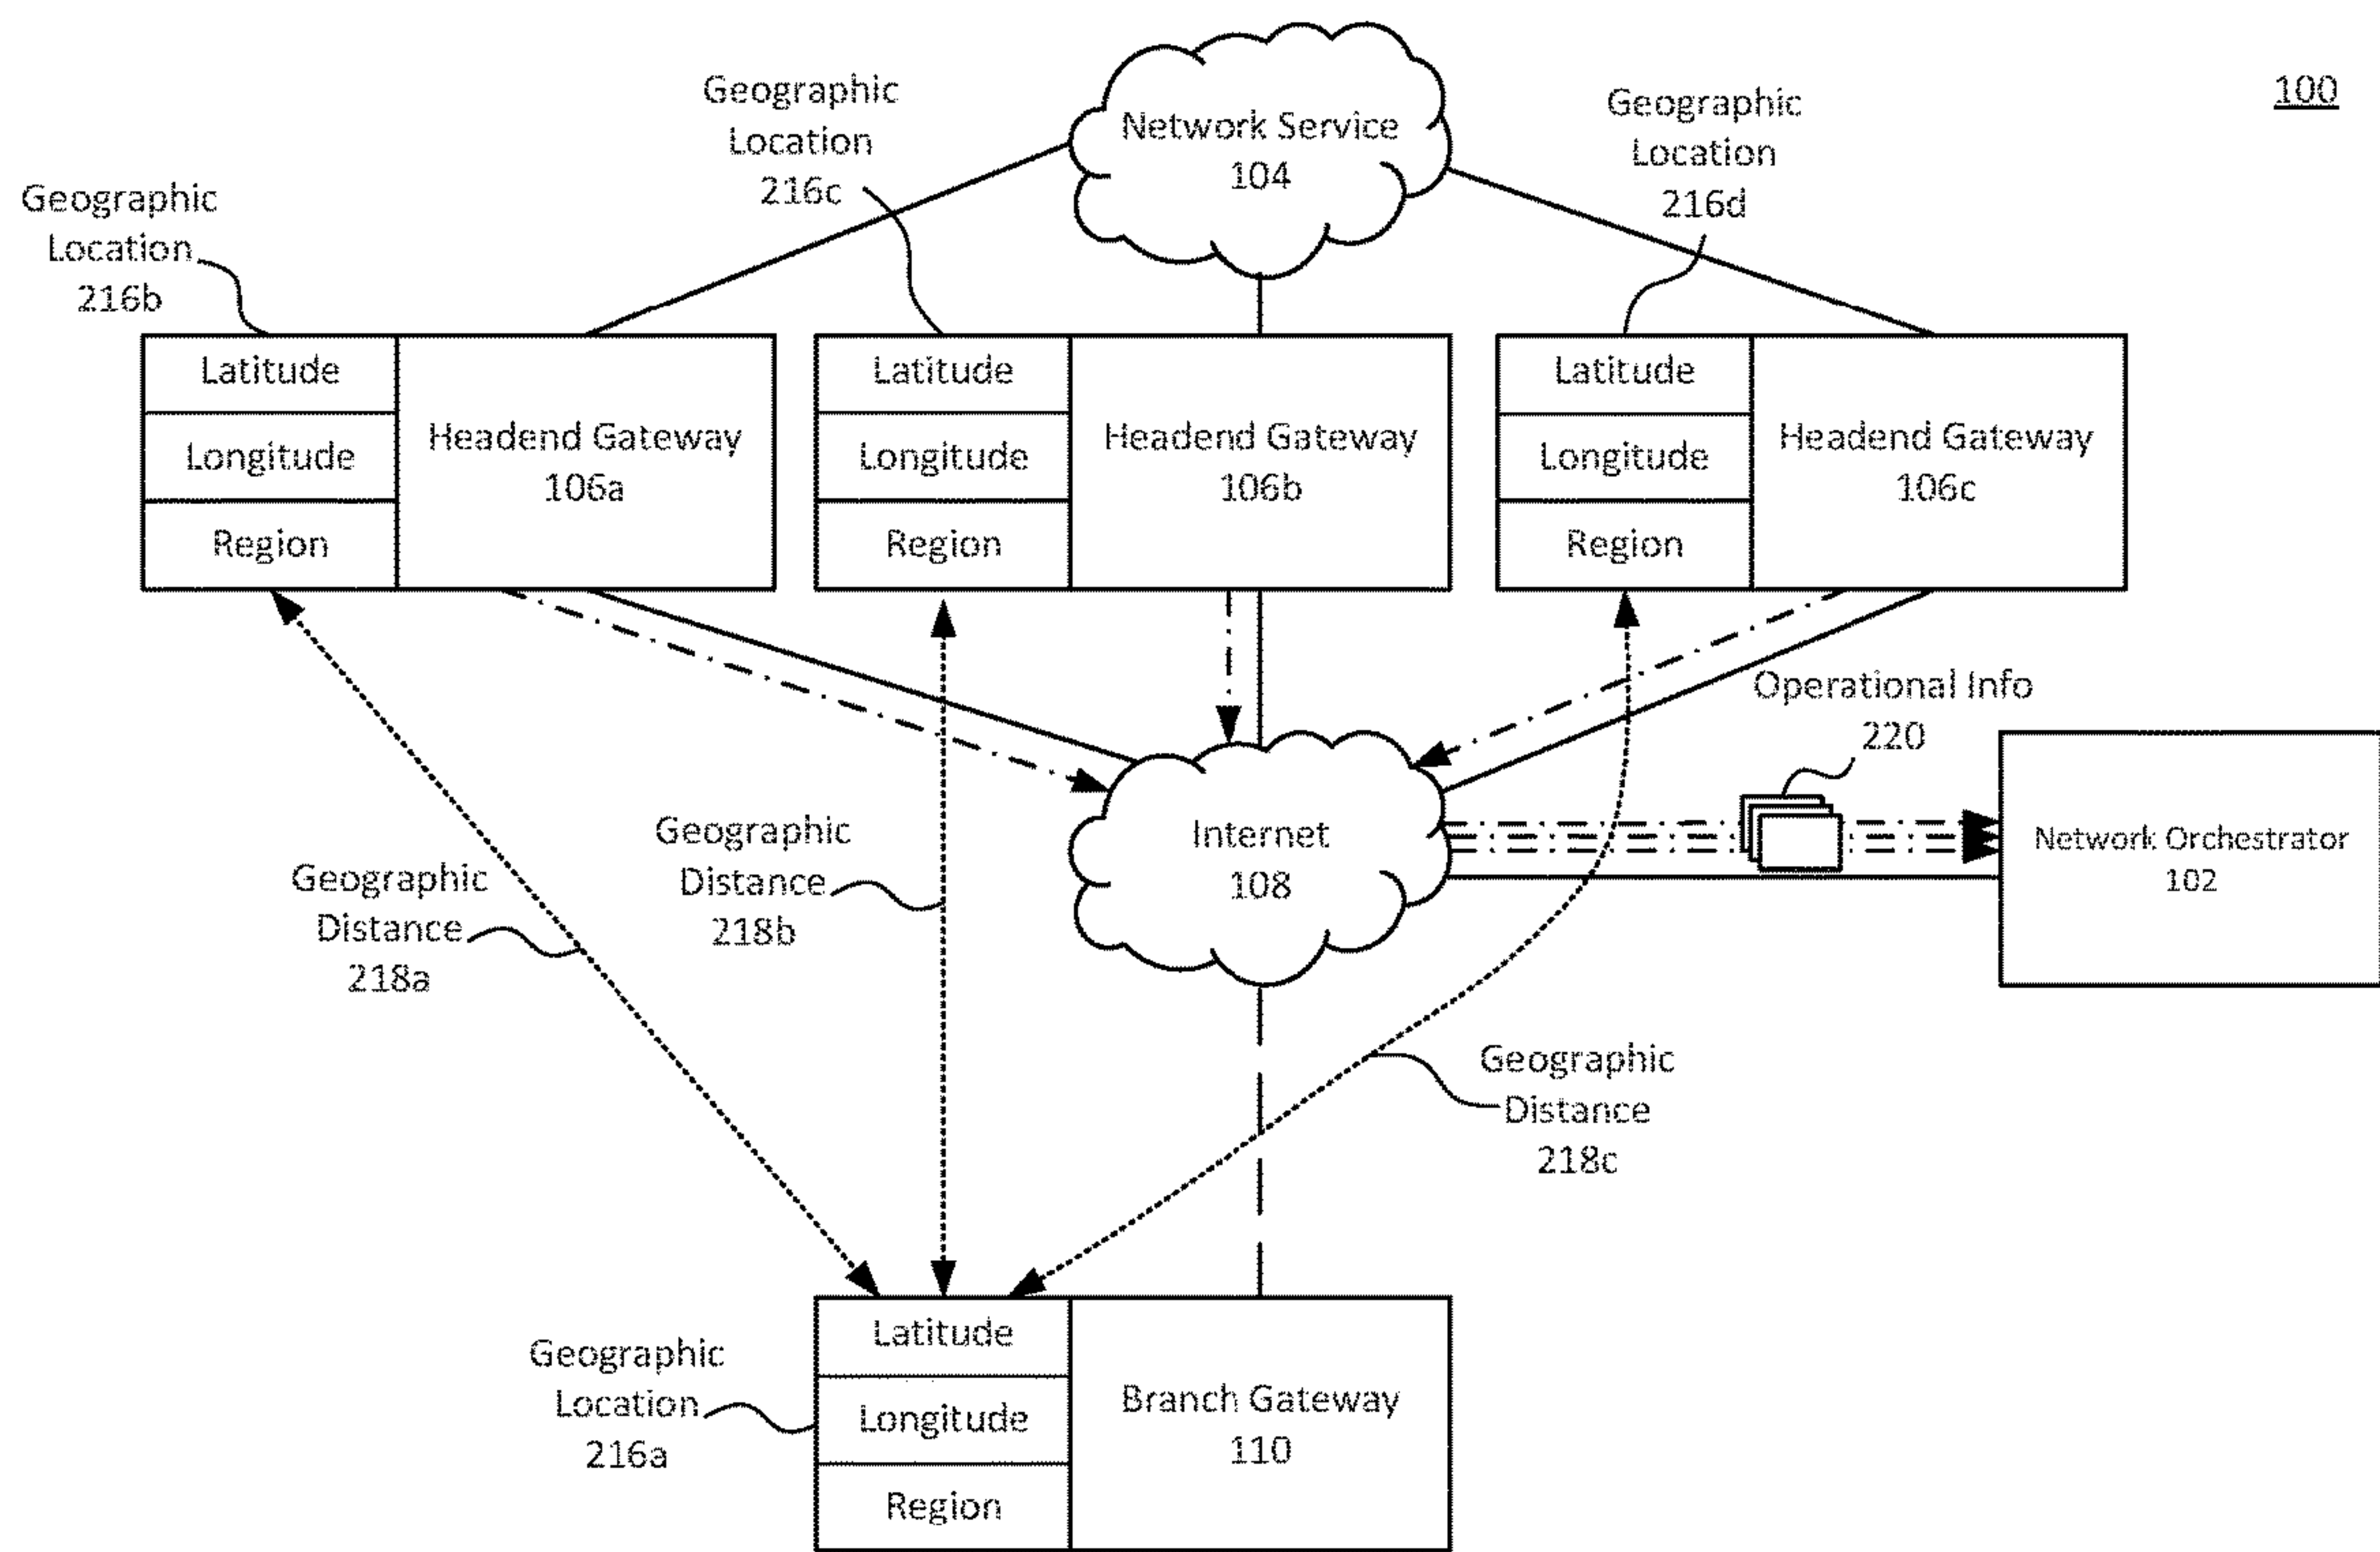 100
Geographic
Location
216c
Network Service
104
Geographic
Location
216d
Geographic
Location
216b
Latitude
Longitude
Region
Headend Gateway
106a
Latitude
Longitude
Region
Headend Gateway
106b
Latitude
Longitude
Region
Headend Gateway
106c
Operational Info
220
Geographic
Distance
218a
Geographic
Distance
218b
Internet
108
Network Orchestrator
102
Geographic
Distance
218c
Geographic
Location
216a
Latitude
Longitude
Region
Branch Gateway
110